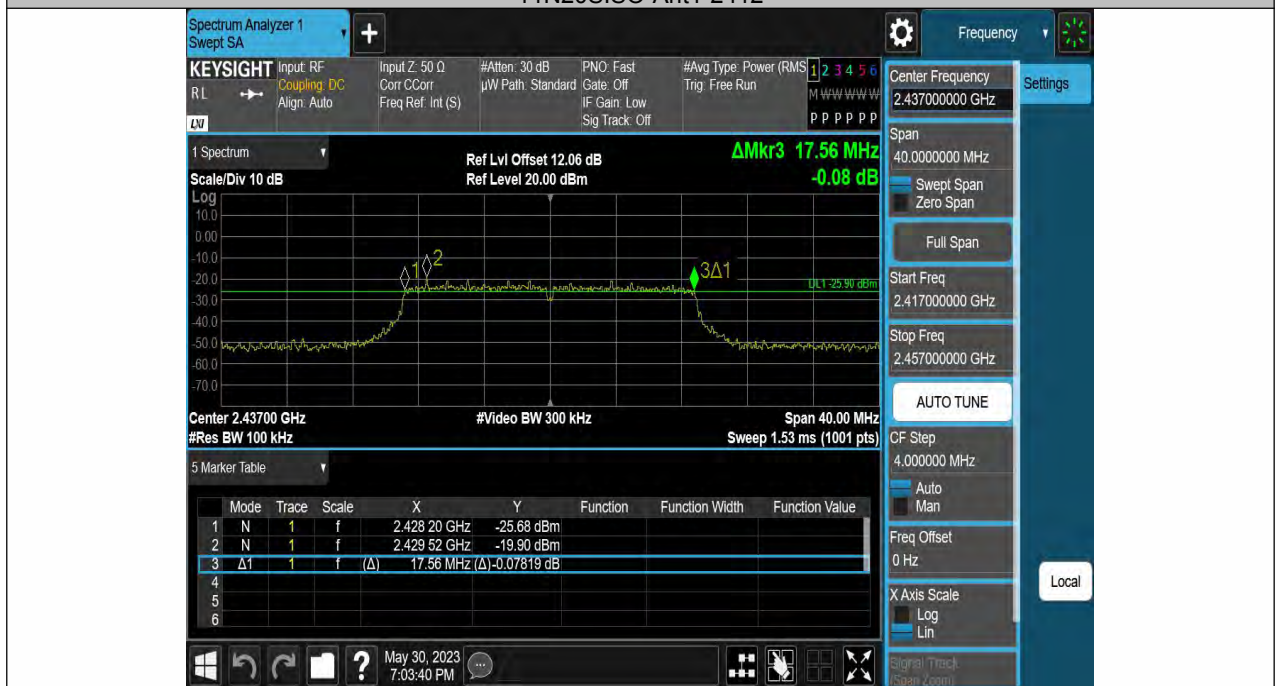 11N20SISO-Ant1-2412
Spectrum Analyzer 1
Swept SA
+
Frequency
KEYSIGHT
RL
LXI
Input: RF
Coupling: DC
Align: Auto
Input Z: 50 Ω
Corr CCorr
Freq Ref: Int (S)
#Atten: 30 dB
µW Path: Standard
PNO: Fast
Gate: Off
IF Gain: Low
Sig Track: Off
#Avg Type: Power (RMS
Trig: Free Run
1 2 3 4 5 6
M W W W W W
P P P P P P
Center Frequency
2.437000000 GHz
Settings
Span
40.0000000 MHz
Swept Span
Zero Span
Full Span
Start Freq
2.417000000 GHz
Stop Freq
2.457000000 GHz
AUTO TUNE
CF Step
4.000000 MHz
Auto
Man
Freq Offset
0 Hz
X Axis Scale
Log
Lin
Signal Track
(Span Zoom)
Local
1 Spectrum
Scale/Div 10 dB
Ref Lvl Offset 12.06 dB
Ref Level 20.00 dBm
ΔMkr3 17.56 MHz
-0.08 dB
Log
10.0
0.00
-10.0
-20.0
-30.0
-40.0
-50.0
-60.0
-70.0
1
2
3Δ1
DL1 -25.90 dBm
Center 2.43700 GHz
#Video BW 300 kHz
Span 40.00 MHz
#Res BW 100 kHz
Sweep 1.53 ms (1001 pts)
5 Marker Table
Mode Trace Scale X Y Function Function Width Function Value
1 N 1 f 2.428 20 GHz -25.68 dBm
2 N 1 f 2.429 52 GHz -19.90 dBm
3 Δ1 1 f (Δ) 17.56 MHz (Δ)-0.07819 dB
4
5
6
?
May 30, 2023
7:03:40 PM